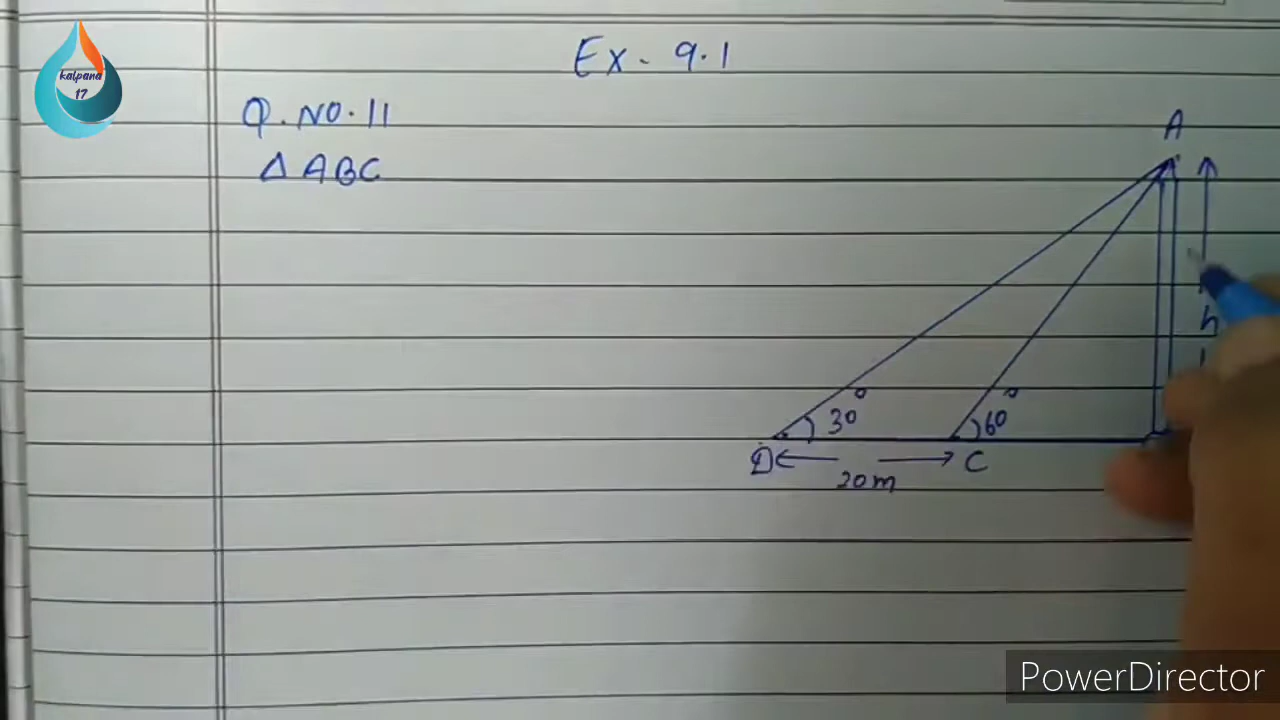 kalpana
17
Ex. 9.1
Q. NO. 11
Δ ABC
A
h
30°
60°
D
C
20m
PowerDirector